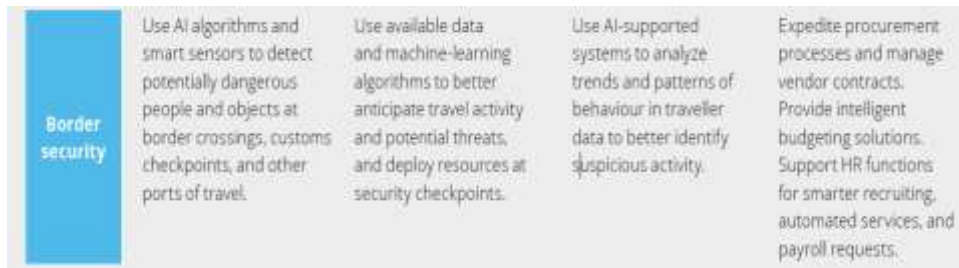 Border
security
Use AI algorithms and
smart sensors to detect
potentially dangerous
people and objects at
border crossings, customs
checkpoints, and other
ports of travel.
Use available data
and machine-learning
algorithms to better
anticipate travel activity
and potential threats,
and deploy resources at
security checkpoints.
Use AI-supported
systems to analyze
trends and patterns of
behaviour in traveller
data to better identify
suspicious activity.
Expedite procurement
processes and manage
vendor contracts.
Provide intelligent
budgeting solutions.
Support HR functions
for smarter recruiting,
automated services, and
payroll requests.